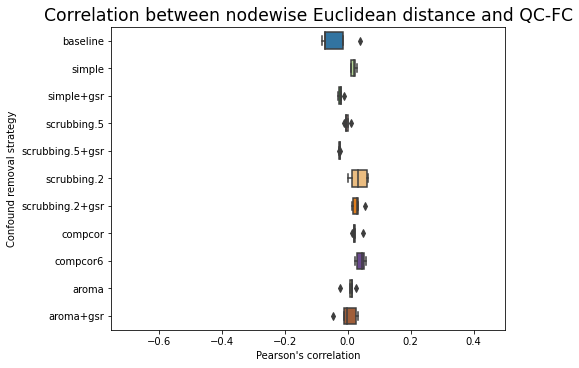 Correlation between nodewise Euclidean distance and QC-FC
baseline
simple
simple+gsr
scrubbing.5
scrubbing.5+gsr
scrubbing.2
scrubbing.2+gsr
compcor
compcor6
aroma
aroma+gsr
Confound removal strategy
−0.6 −0.4 −0.2 0.0 0.2 0.4
Pearson's correlation